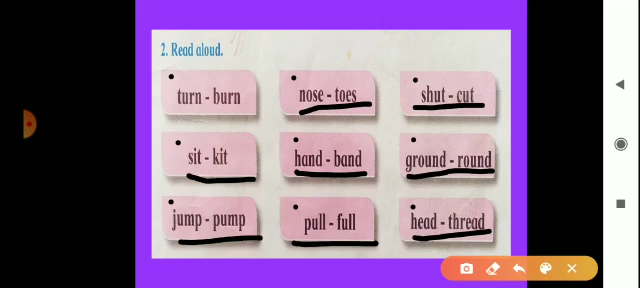 2. Read aloud.
turn - burn
nose - toes
shut - cut
sit - kit
hand - band
ground - round
jump - pump
pull - full
head - thread